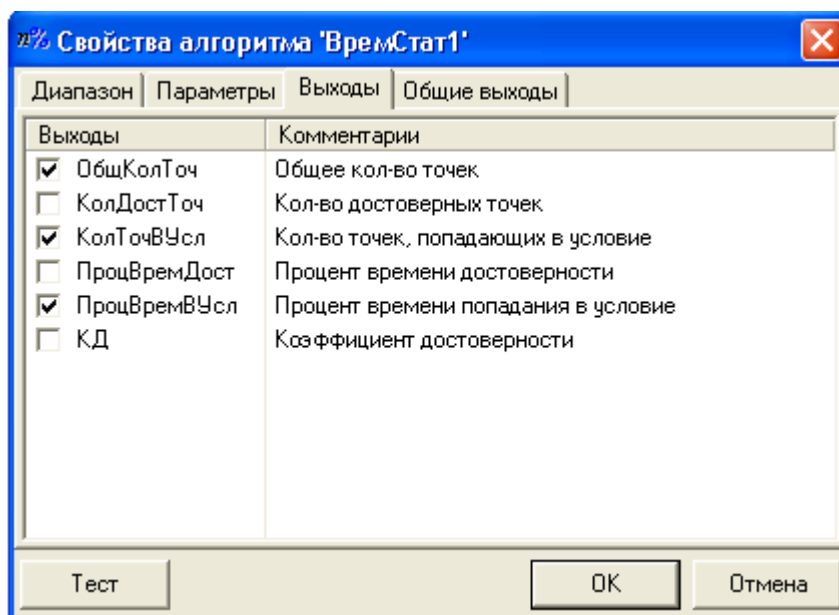 n% Свойства алгоритма 'ВремСтат1'
Диапазон Параметры Выходы Общие выходы
Выходы Комментарии
ОбщКолТоч Общее кол-во точек
КолДостТоч Кол-во достоверных точек
КолТочВУсл Кол-во точек, попадающих в условие
ПроцВремДост Процент времени достоверности
ПроцВремВУсл Процент времени попадания в условие
КД Коэффициент достоверности
Тест OK Отмена